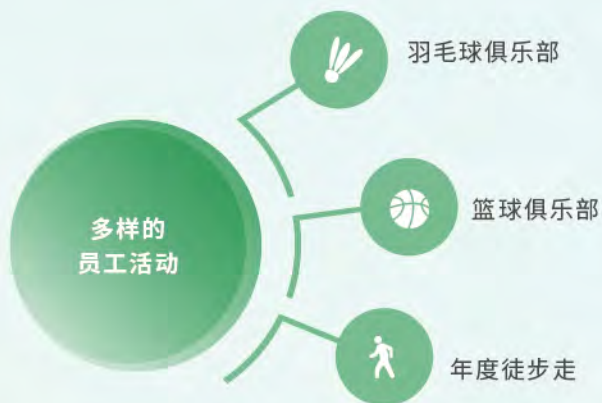 羽毛球俱乐部
多样的
员工活动
篮球俱乐部
年度徒步走